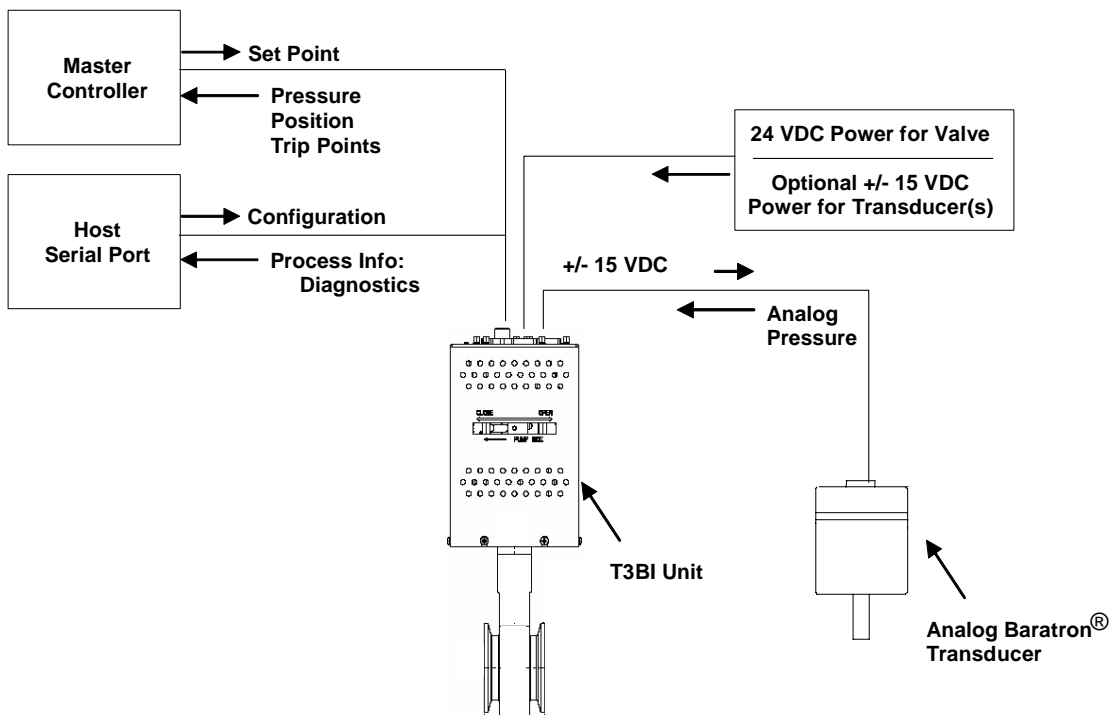 Master
Controller
Set Point
Pressure
Position
Trip Points
Host
Serial Port
Configuration
Process Info:
Diagnostics
24 VDC Power for Valve
Optional +/- 15 VDC
Power for Transducer(s)
+/- 15 VDC
Analog
Pressure
CLOSE OPEN
PUMP SIDE
T3BI Unit
Analog Baratron®
Transducer